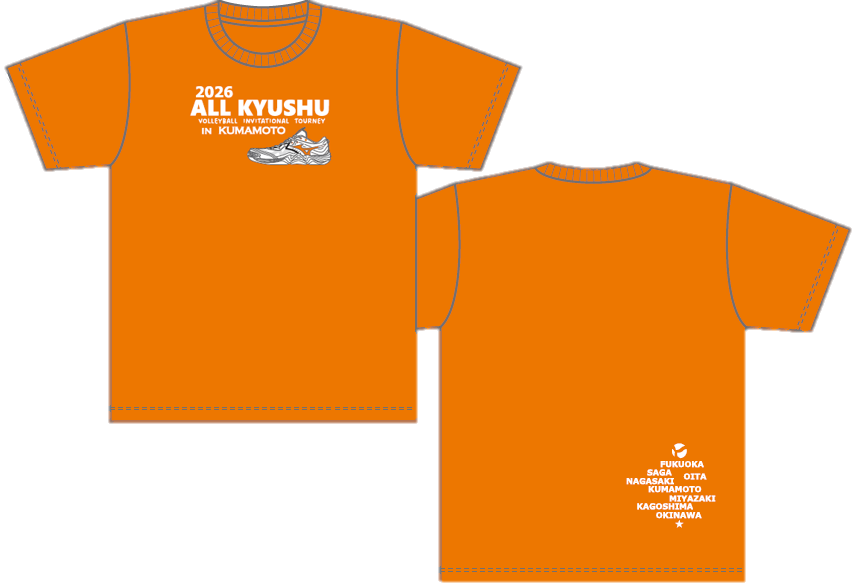 2026
ALL KYUSHU
VOLLEYBALL INVITATIONAL TOURNEY
IN KUMAMOTO
FUKUOKA
SAGA OITA
NAGASAKI
KUMAMOTO
MIYAZAKI
KAGOSHIMA
OKINAWA